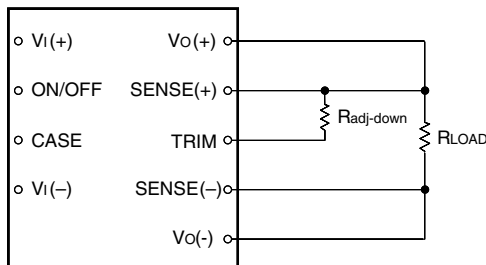 VI(+)
VO(+)
ON/OFF
SENSE(+)
Radj-down
CASE
TRIM
RLOAD
VI(–)
SENSE(–)
VO(-)